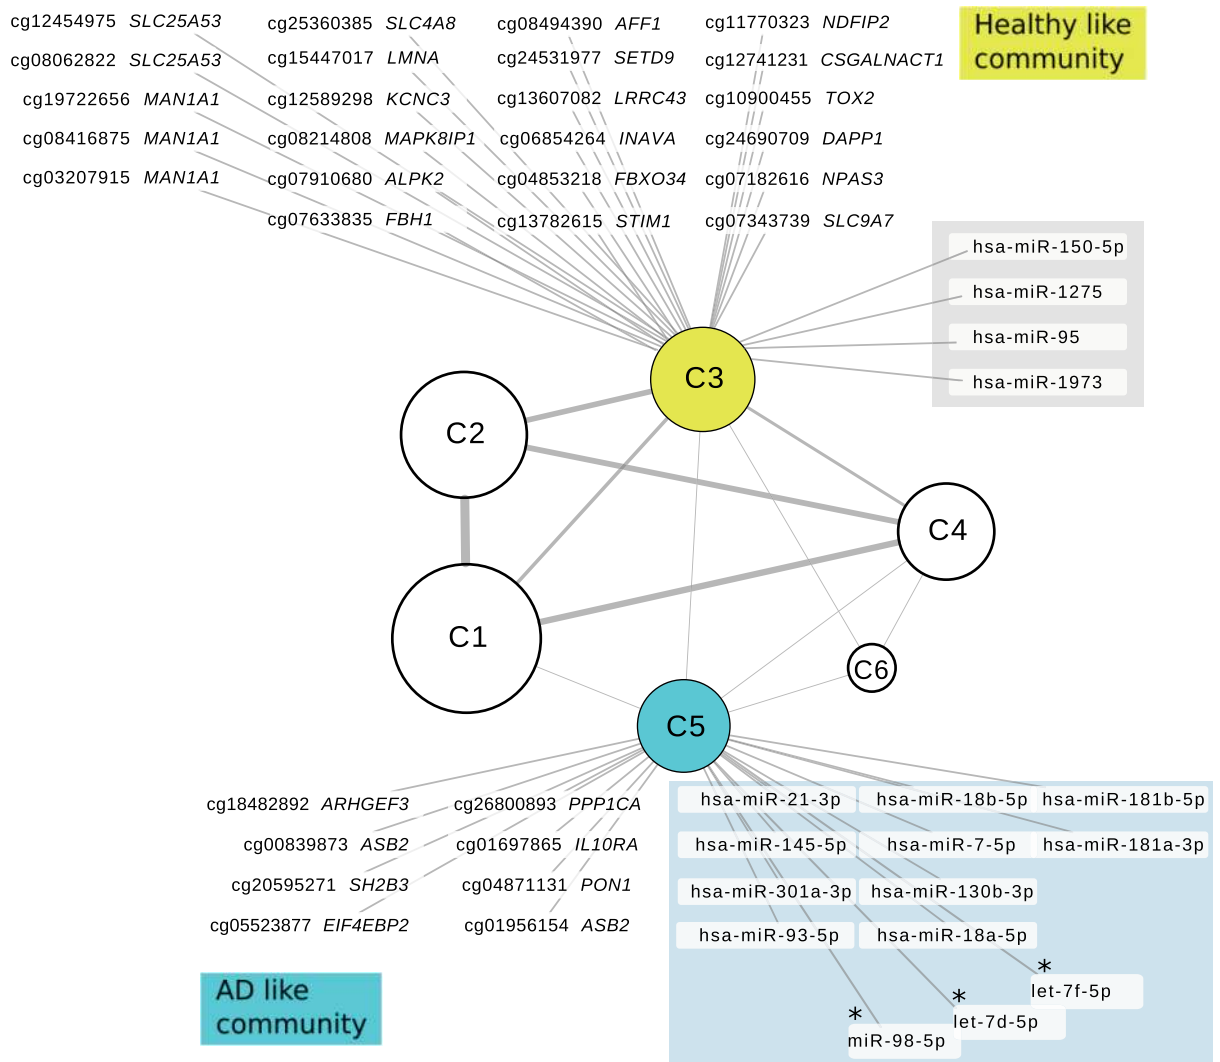 cg12454975 SLC25A53 cg25360385 SLC4A8 cg08494390 AFF1 cg11770323 NDFIP2
Healthy like
community
cg08062822 SLC25A53 cg15447017 LMNA cg24531977 SETD9 cg12741231 CSGALNACT1
cg19722656 MAN1A1 cg12589298 KCNC3 cg13607082 LRRC43 cg10900455 TOX2
cg08416875 MAN1A1 cg08214808 MAPK8IP1 cg06854264 INAVA cg24690709 DAPP1
cg03207915 MAN1A1 cg07910680 ALPK2 cg04853218 FBXO34 cg07182616 NPAS3
cg07633835 FBH1 cg13782615 STIM1 cg07343739 SLC9A7
hsa-miR-150-5p
hsa-miR-1275
hsa-miR-95
hsa-miR-1973
C3
C2
C4
C1
C6
C5
cg18482892 ARHGEF3 cg26800893 PPP1CA
cg00839873 ASB2 cg01697865 IL10RA
cg20595271 SH2B3 cg04871131 PON1
cg05523877 EIF4EBP2 cg01956154 ASB2
hsa-miR-21-3p hsa-miR-18b-5p hsa-miR-181b-5p
hsa-miR-145-5p hsa-miR-7-5p hsa-miR-181a-3p
hsa-miR-301a-3p hsa-miR-130b-3p
hsa-miR-93-5p hsa-miR-18a-5p
*
let-7f-5p
*
let-7d-5p
*
miR-98-5p
AD like
community